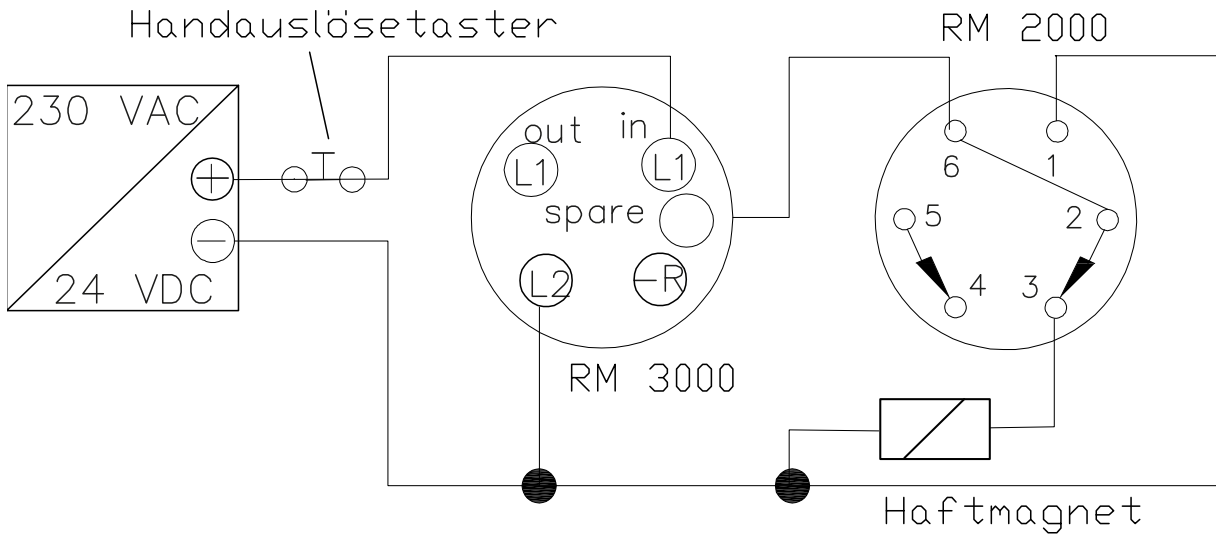 Handauslösetaster
RM 2000
230 VAC
24 VDC
+
−
out in
L1 L1
spare
L2 -R
RM 3000
6 1
5 2
4 3
Haftmagnet